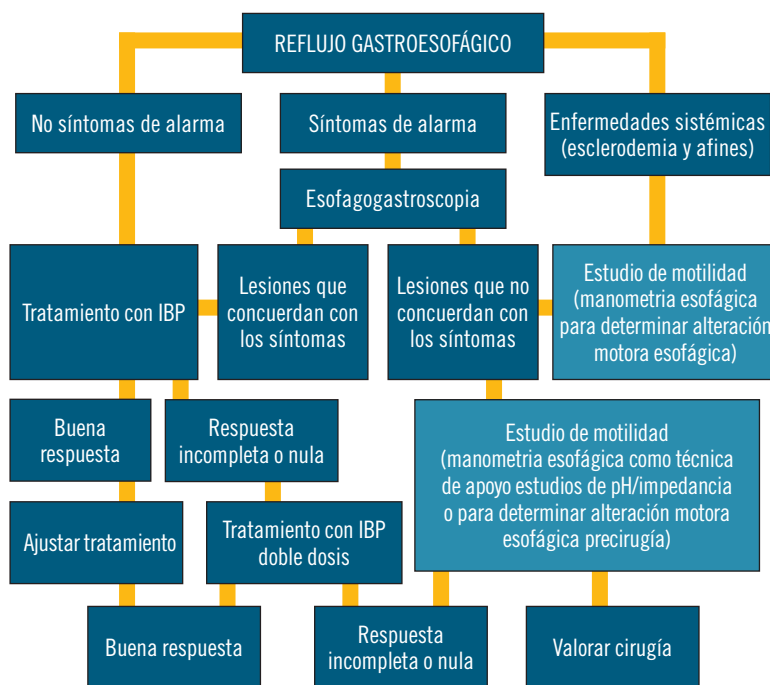 REFLUJO GASTROESOFÁGICO
No síntomas de alarma
Síntomas de alarma
Enfermedades sistémicas
(esclerodemia y afines)
Esofagogastroscopia
Tratamiento con IBP
Lesiones que
concuerdan con
los síntomas
Lesiones que no
concuerdan con
los síntomas
Estudio de motilidad
(manometria esofágica
para determinar alteración
motora esofágica)
Buena
respuesta
Respuesta
incompleta o nula
Estudio de motilidad
(manometria esofágica como técnica
de apoyo estudios de pH/impedancia
o para determinar alteración motora
esofágica precirugía)
Ajustar tratamiento
Tratamiento con IBP
doble dosis
Buena respuesta
Respuesta
incompleta o nula
Valorar cirugía